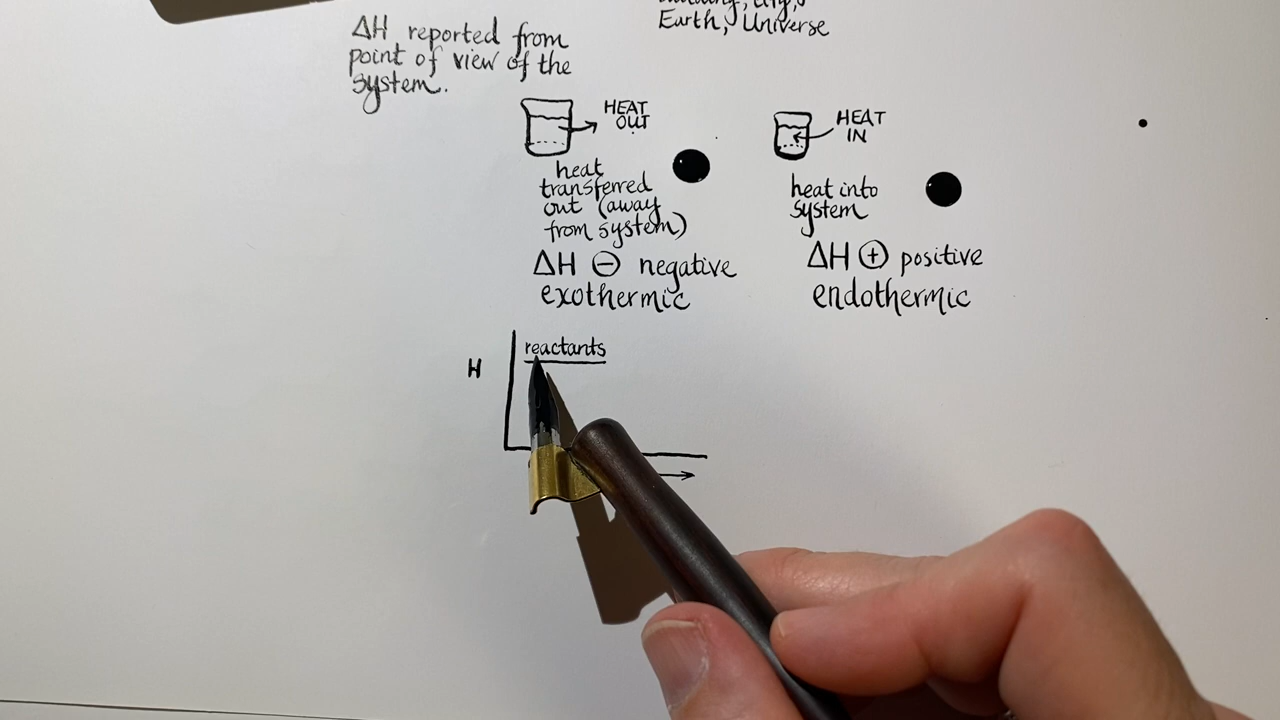 Earth, Universe
ΔH reported from
point of view of the
system.
HEAT
OUT
heat
transferred
out (away
from system)
ΔH ⊖ negative
exothermic
HEAT
IN
heat into
system
ΔH ⊕ positive
endothermic
reactants
H